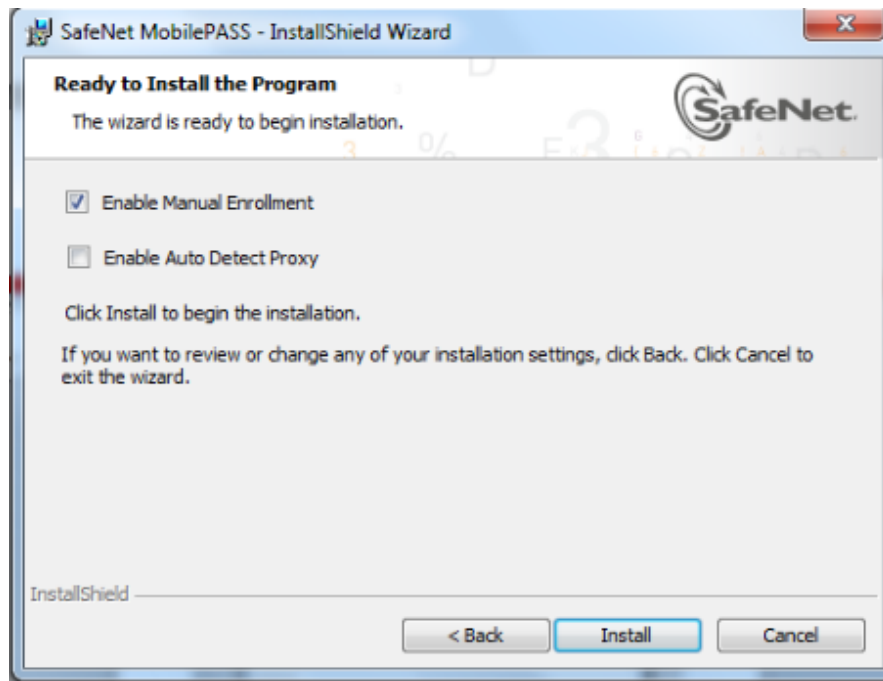 SafeNet MobilePASS - InstallShield Wizard
Ready to Install the Program
The wizard is ready to begin installation.
SafeNet.
Enable Manual Enrollment
Enable Auto Detect Proxy
Click Install to begin the installation.
If you want to review or change any of your installation settings, click Back. Click Cancel to
exit the wizard.
InstallShield
< Back
Install
Cancel